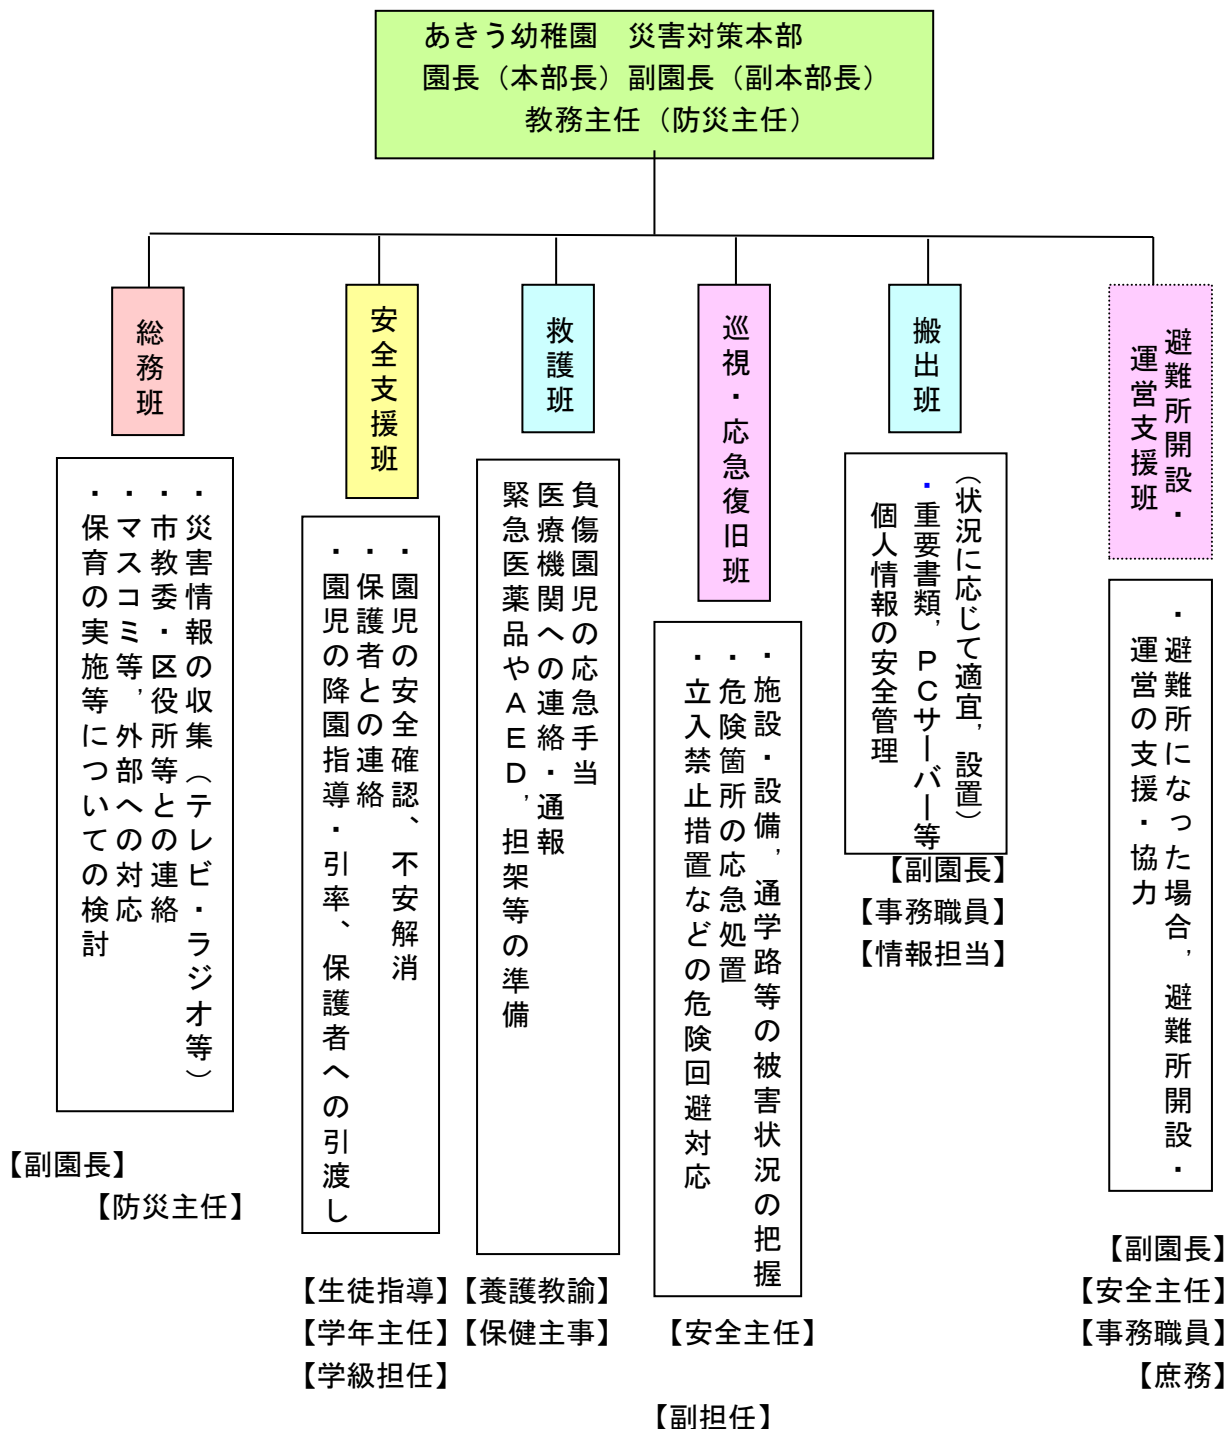 あきう幼稚園　災害対策本部
園長（本部長）副園長（副本部長）
教務主任（防災主任）
総務班
・災害情報の収集（テレビ・ラジオ等）
・市教委・区役所等との連絡
・マスコミ等，外部への対応
・保育の実施等についての検討
【副園長】
【防災主任】
安全支援班
・園児の安全確認、不安解消
・保護者との連絡
・園児の降園指導・引率、保護者への引渡し
【生徒指導】
【学年主任】
【学級担任】
救護班
負傷園児の応急手当
医療機関への連絡・通報
緊急医薬品やＡＥＤ，担架等の準備
【養護教諭】
【保健主事】
巡視・応急復旧班
・施設・設備，通学路等の被害状況の把握
・危険箇所の応急処置
・立入禁止措置などの危険回避対応
【安全主任】
【副担任】
搬出班
（状況に応じて適宜，設置）
・重要書類，ＰＣサーバー等
個人情報の安全管理
【副園長】
【事務職員】
【情報担当】
避難所開設・
運営支援班
・避難所になった場合，避難所開設・
運営の支援・協力
【副園長】
【安全主任】
【事務職員】
【庶務】